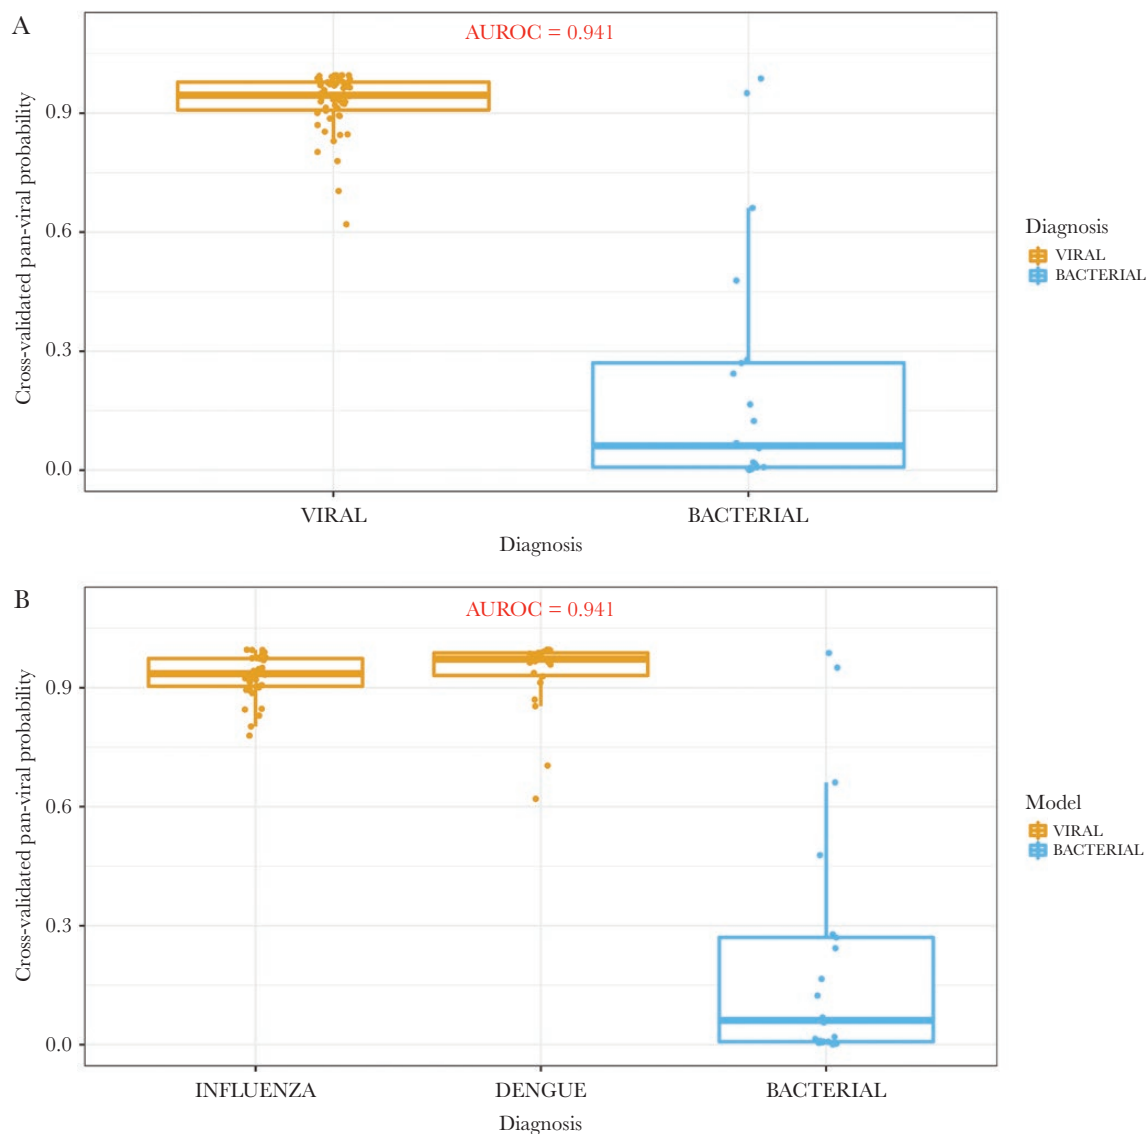 A
AUROC = 0.941
Cross-validated pan-viral probability
0.9
0.6
0.3
0.0
VIRAL
BACTERIAL
Diagnosis
Diagnosis
VIRAL
BACTERIAL
B
AUROC = 0.941
Cross-validated pan-viral probability
0.9
0.6
0.3
0.0
INFLUENZA
DENGUE
BACTERIAL
Diagnosis
Model
VIRAL
BACTERIAL